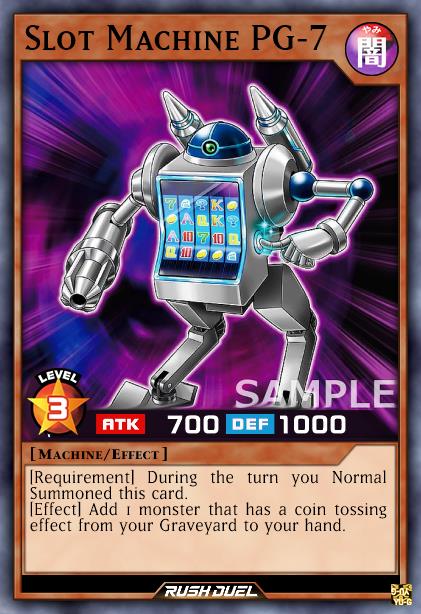 SLOT MACHINE PG-7
やみ
闇
SAMPLE
LEVEL
3
ATK 700 DEF 1000
[MACHINE/EFFECT]
[Requirement] During the turn you Normal
Summoned this card.
[Effect] Add 1 monster that has a coin tossing
effect from your Graveyard to your hand.
RUSH DUEL